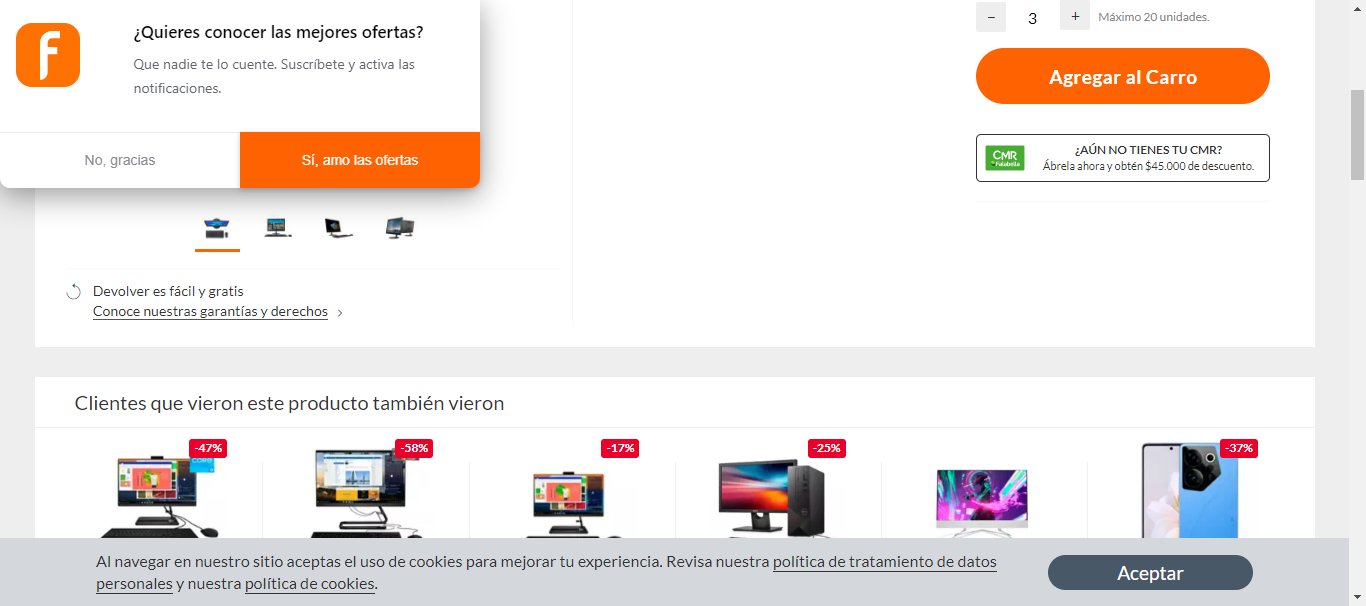 ¿Quieres conocer las mejores ofertas?
Que nadie te lo cuente. Suscríbete y activa las
notificaciones.
No, gracias
Sí, amo las ofertas
− 3 + Máximo 20 unidades.
Agregar al Carro
CMR
Falabella
¿AÚN NO TIENES TU CMR?
Ábrela ahora y obtén $45.000 de descuento.
Devolver es fácil y gratis
Conoce nuestras garantías y derechos
Clientes que vieron este producto también vieron
-47%
-58%
-17%
-25%
-37%
Al navegar en nuestro sitio aceptas el uso de cookies para mejorar tu experiencia. Revisa nuestra política de tratamiento de datos
personales y nuestra política de cookies.
Aceptar